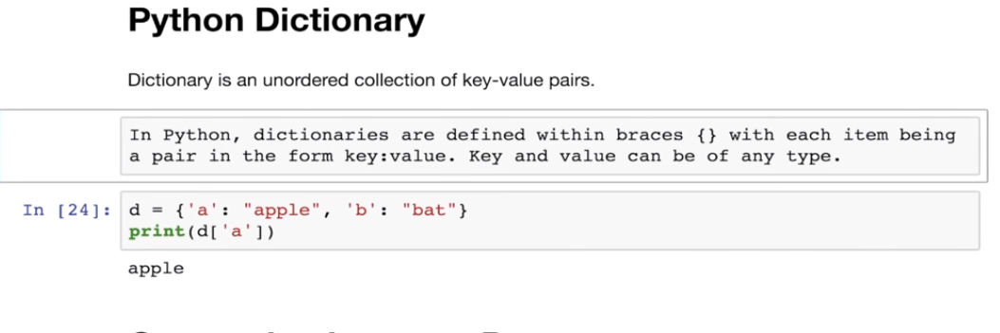 Python Dictionary
Dictionary is an unordered collection of key-value pairs.
In Python, dictionaries are defined within braces {} with each item being
a pair in the form key:value. Key and value can be of any type.
In [24]: d = {'a': "apple", 'b': "bat"}
print(d['a'])
apple